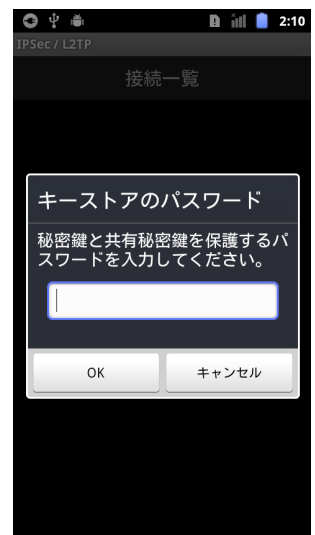 2:10
IPSec / L2TP
接続一覧
キーストアのパスワード
秘密鍵と共有秘密鍵を保護するパ
スワードを入力してください。
OK
キャンセル